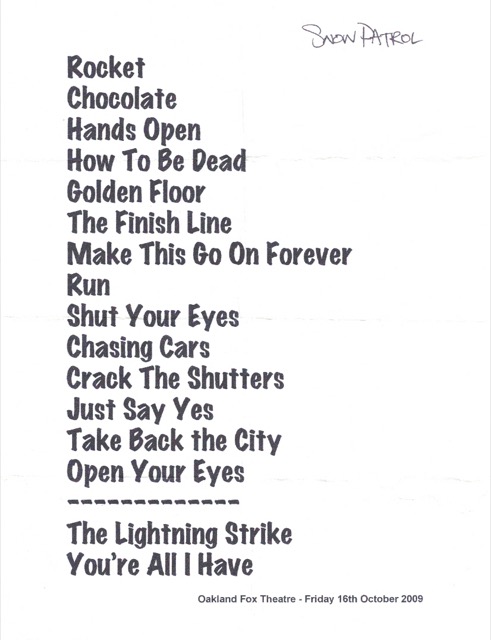 Snow Patrol
Rocket
Chocolate
Hands Open
How To Be Dead
Golden Floor
The Finish Line
Make This Go On Forever
Run
Shut Your Eyes
Chasing Cars
Crack The Shutters
Just Say Yes
Take Back the City
Open Your Eyes
-------------
The Lightning Strike
You're All I Have
Oakland Fox Theatre - Friday 16th October 2009